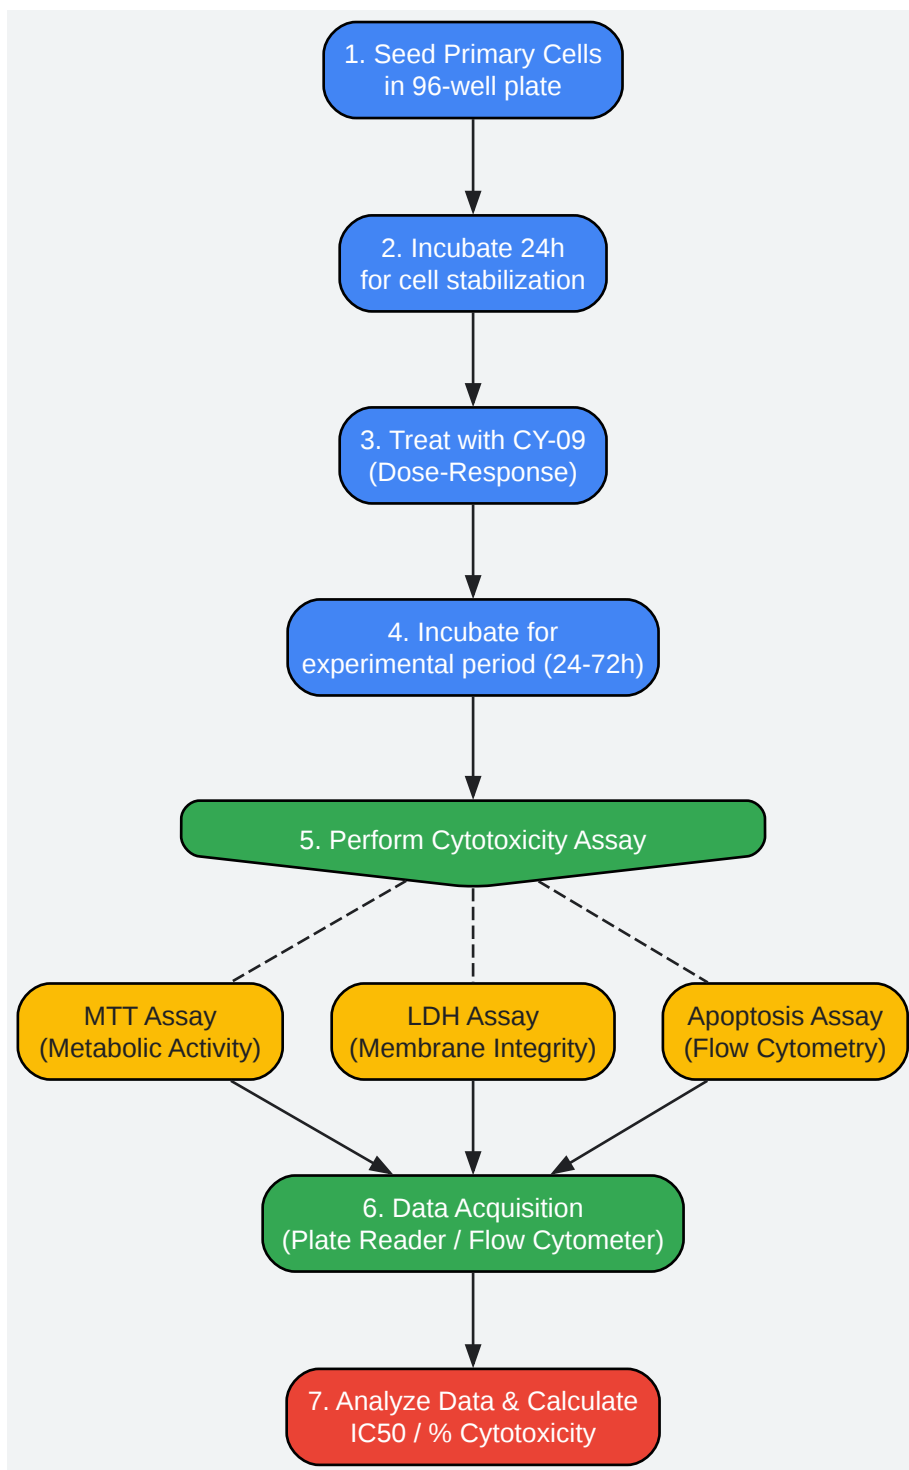 1. Seed Primary Cells
in 96-well plate
2. Incubate 24h
for cell stabilization
3. Treat with CY-09
(Dose-Response)
4. Incubate for
experimental period (24-72h)
5. Perform Cytotoxicity Assay
MTT Assay
(Metabolic Activity)
LDH Assay
(Membrane Integrity)
Apoptosis Assay
(Flow Cytometry)
6. Data Acquisition
(Plate Reader / Flow Cytometer)
7. Analyze Data & Calculate
IC50 / % Cytotoxicity